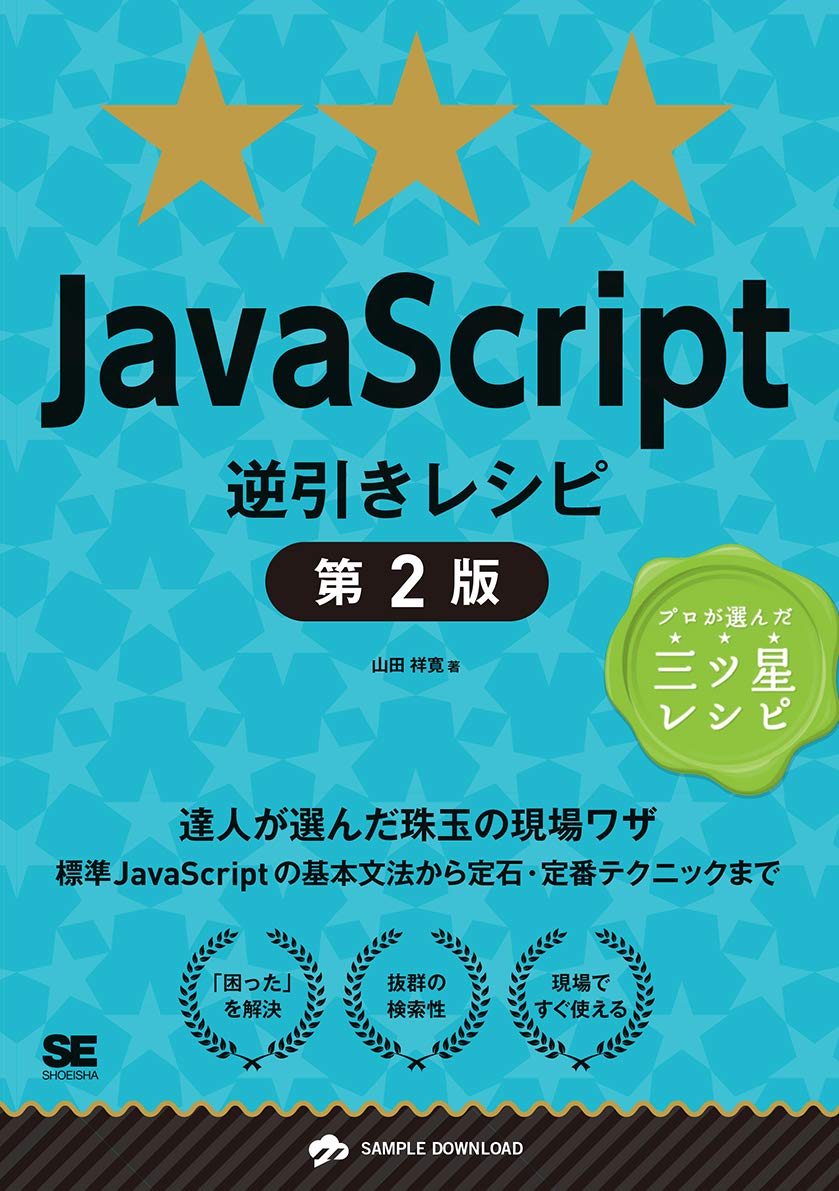 JavaScript
逆引きレシピ
第2版
山田 祥寛 著
プロが選んだ
三ツ星
レシピ
達人が選んだ珠玉の現場ワザ
標準JavaScriptの基本文法から定石・定番テクニックまで
「困った」
を解決
抜群の
検索性
現場で
すぐ使える
SE
SHOEISHA
SAMPLE DOWNLOAD